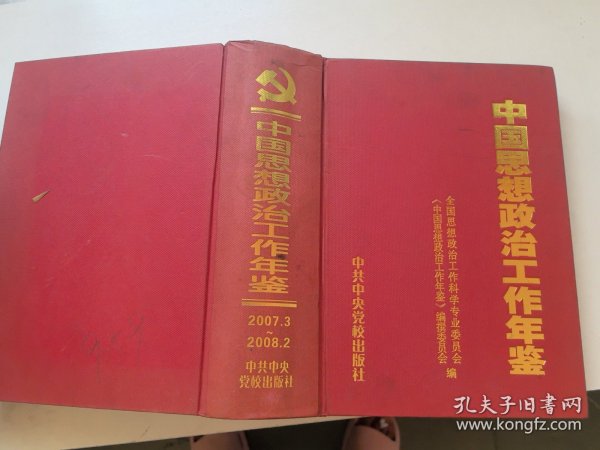 中国思想政治工作年鉴
全国思想政治工作科学专业委员会
《中国思想政治工作年鉴》编撰委员会
编
中共中央党校出版社
中国思想政治工作年鉴
2007.3
~
2008.2
中共中央
党校出版社
孔夫子旧书网
www.kongfz.com